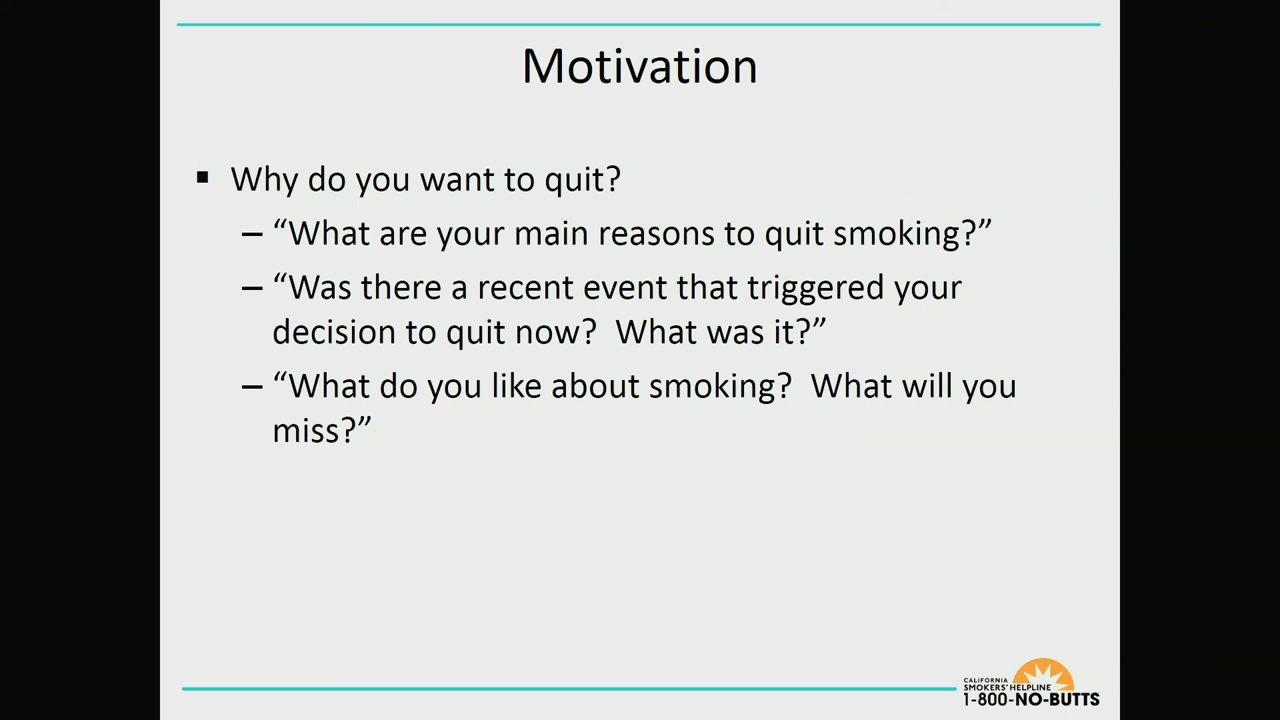 Motivation
▪ Why do you want to quit?
– “What are your main reasons to quit smoking?”
– “Was there a recent event that triggered your
decision to quit now?  What was it?”
– “What do you like about smoking?  What will you
miss?”
CALIFORNIA
SMOKERS' HELPLINE
1-800-NO-BUTTS